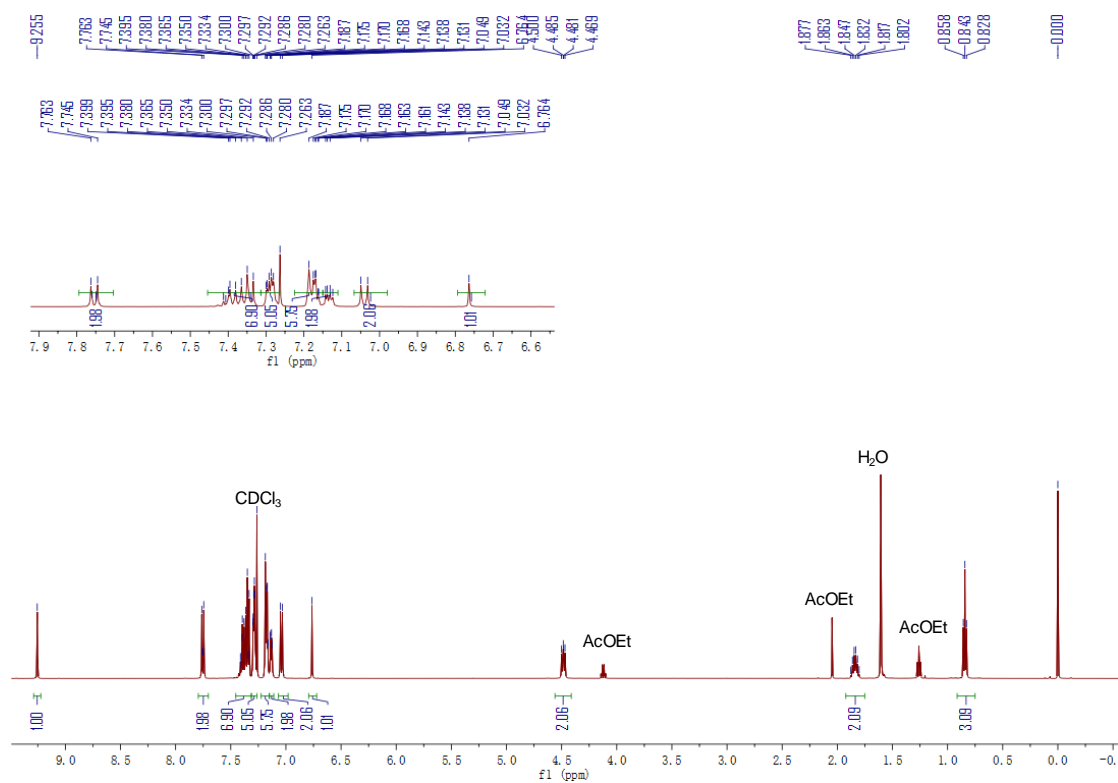 9.255 7.763 7.745 7.395 7.380 7.365 7.350 7.334 7.300 7.297 7.292 7.286 7.280 7.263 7.187 7.175 7.170 7.168 7.143 7.138 7.131 7.049 7.032 6.764 4.500 4.485 4.481 4.469 1.877 1.863 1.847 1.832 1.817 1.802 0.858 0.843 0.828 0.000
7.763 7.745 7.399 7.395 7.380 7.365 7.350 7.334 7.300 7.297 7.292 7.286 7.280 7.263 7.187 7.175 7.170 7.168 7.163 7.161 7.143 7.138 7.131 7.049 7.032 6.764
1.98 6.90 5.05 5.75 1.98 2.06 1.01
7.9 7.8 7.7 7.6 7.5 7.4 7.3 7.2 7.1 7.0 6.9 6.8 6.7 6.6
f1 (ppm)
H2O
CDCl3
AcOEt
AcOEt
AcOEt
1.00 1.98 6.90 5.05 5.75 1.98 2.06 1.01 2.06 2.09 3.09
9.0 8.5 8.0 7.5 7.0 6.5 6.0 5.5 5.0 4.5 4.0 3.5 3.0 2.5 2.0 1.5 1.0 0.5 0.0
f1 (ppm)